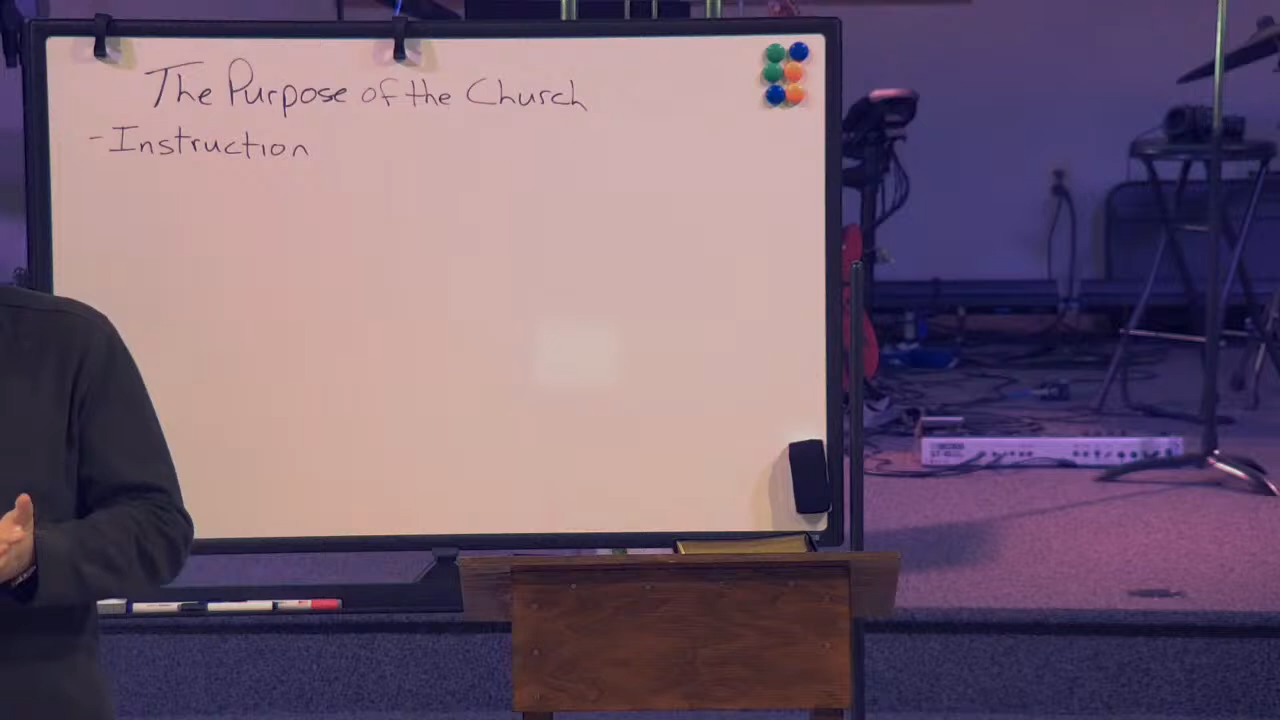 The Purpose of the Church
- Instruction